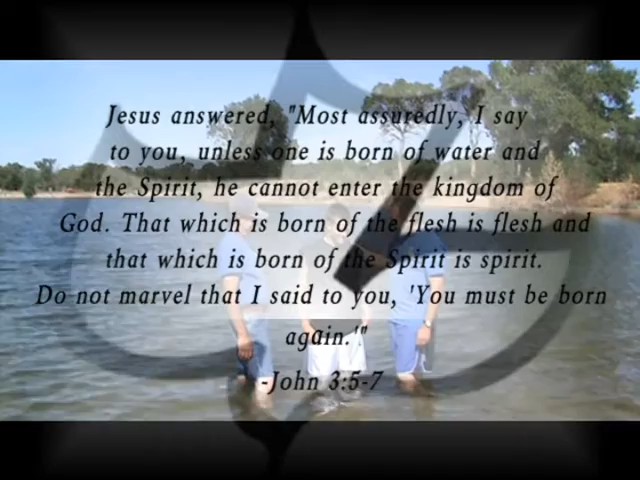 Jesus answered, "Most assuredly, I say
to you, unless one is born of water and
the Spirit, he cannot enter the kingdom of
God. That which is born of the flesh is flesh and
that which is born of the Spirit is spirit.
Do not marvel that I said to you, 'You must be born
again.'"
-John 3:5-7